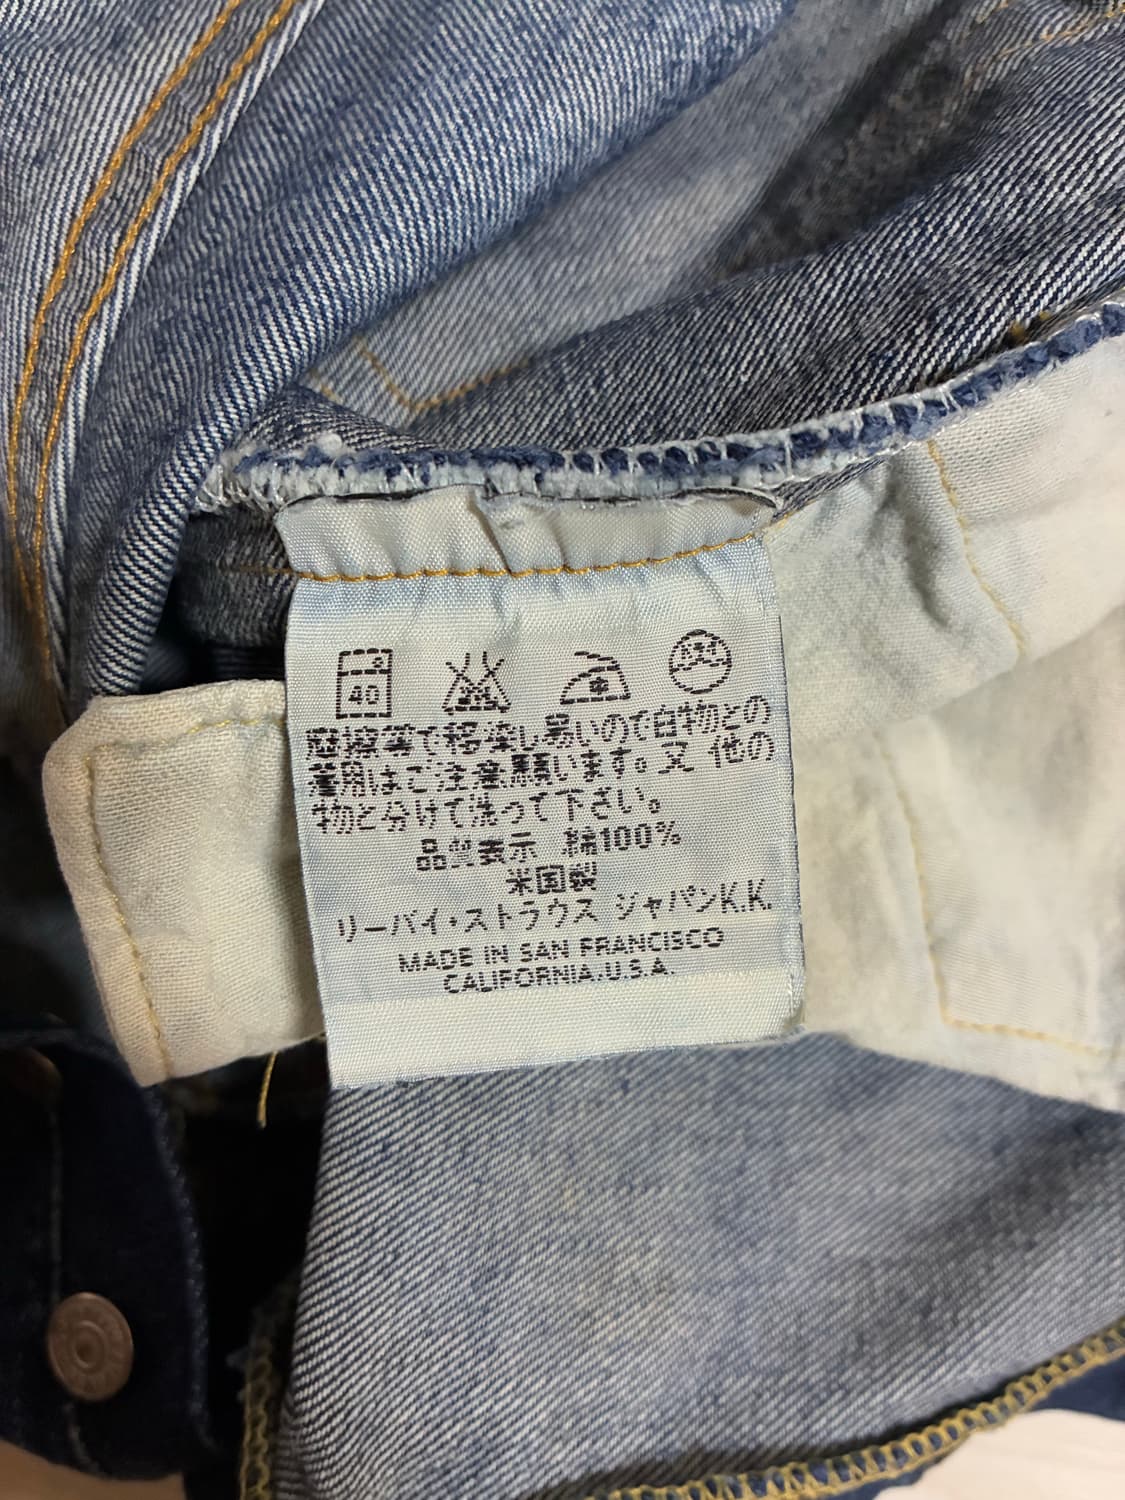 40
摩擦等で移染し易いので白物との
着用はご注意願います。又 他の
物と分けて洗って下さい。
品質表示 綿100%
米国製
リーバイ・ストラウス ジャパンK.K.
MADE IN SAN FRANCISCO
CALIFORNIA.U.S.A.